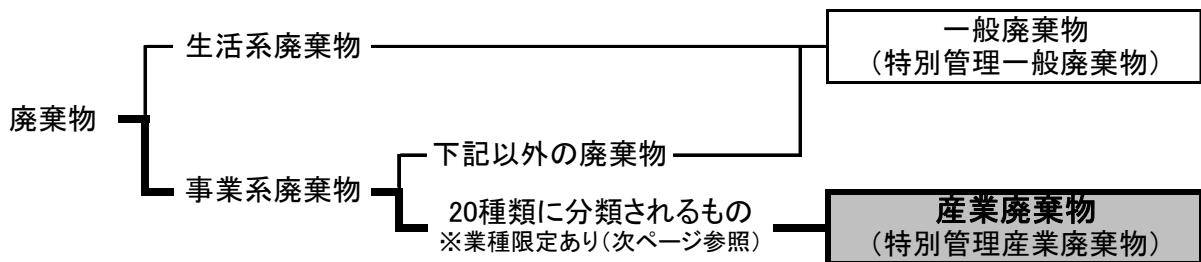 生活系廃棄物
一般廃棄物
（特別管理一般廃棄物）
廃棄物
下記以外の廃棄物
事業系廃棄物
20種類に分類されるもの
※業種限定あり（次ページ参照）
産業廃棄物
（特別管理産業廃棄物）